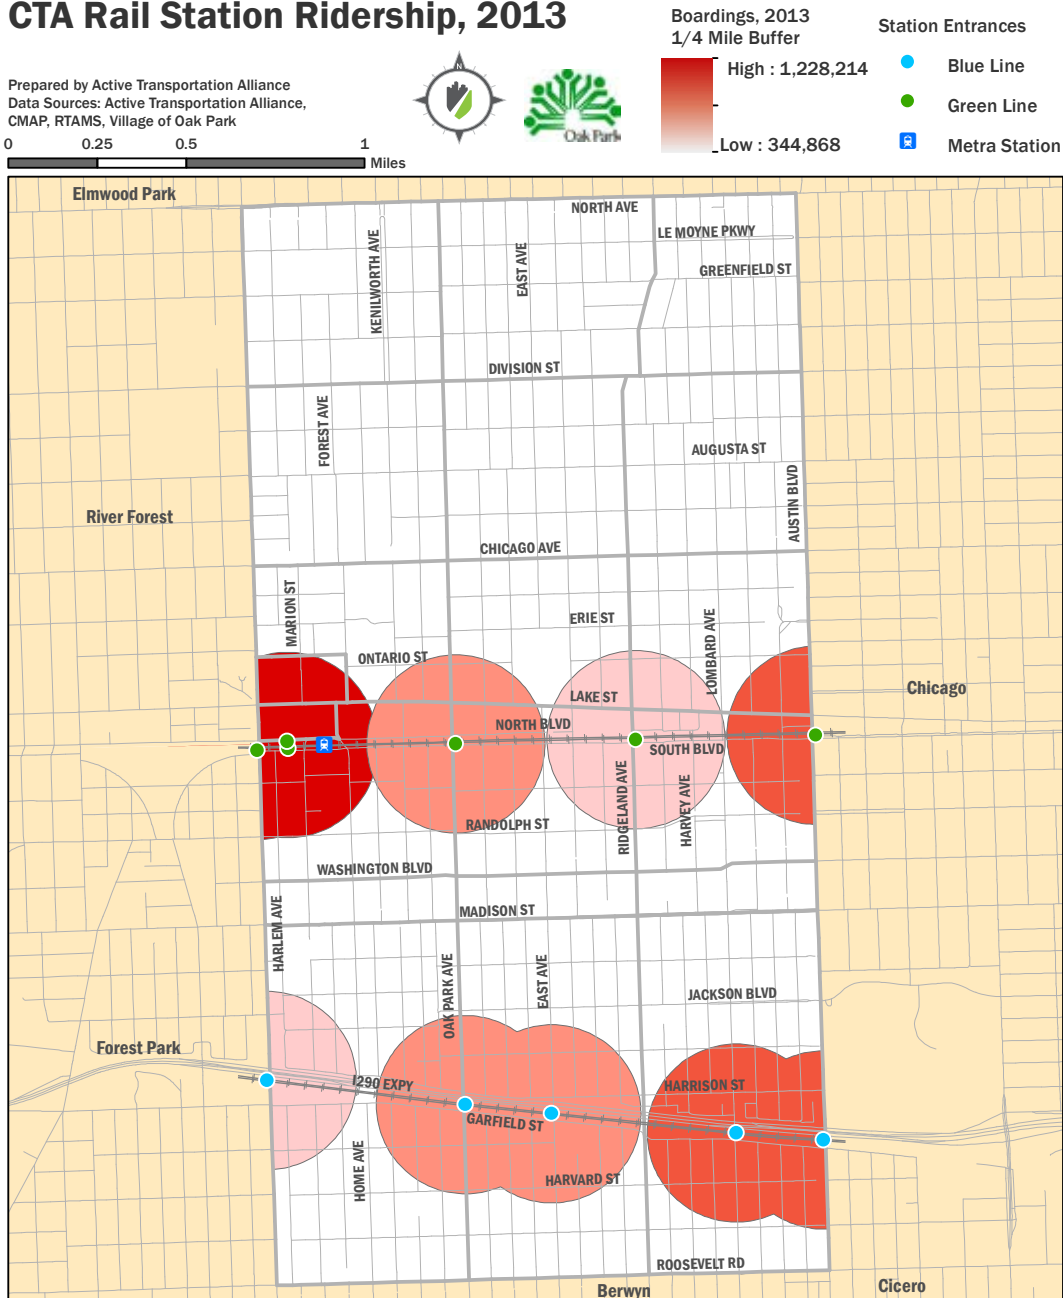 CTA Rail Station Ridership, 2013
Prepared by Active Transportation Alliance
Data Sources: Active Transportation Alliance,
CMAP, RTAMS, Village of Oak Park
N
Oak Park
Boardings, 2013
1/4 Mile Buffer
High : 1,228,214
Low : 344,868
Station Entrances
Blue Line
Green Line
Metra Station
0 0.25 0.5 1
Miles
Elmwood Park
NORTH AVE
LE MOYNE PKWY
KENILWORTH AVE
EAST AVE
GREENFIELD ST
DIVISION ST
FOREST AVE
AUGUSTA ST
AUSTIN BLVD
River Forest
CHICAGO AVE
MARION ST
ERIE ST
LOMBARD AVE
ONTARIO ST
LAKE ST
Chicago
NORTH BLVD
SOUTH BLVD
RIDGELAND AVE
HARVEY AVE
RANDOLPH ST
WASHINGTON BLVD
MADISON ST
HARLEM AVE
OAK PARK AVE
EAST AVE
JACKSON BLVD
Forest Park
I290 EXPY
HARRISON ST
GARFIELD ST
HOME AVE
HARVARD ST
ROOSEVELT RD
Berwyn
Cicero